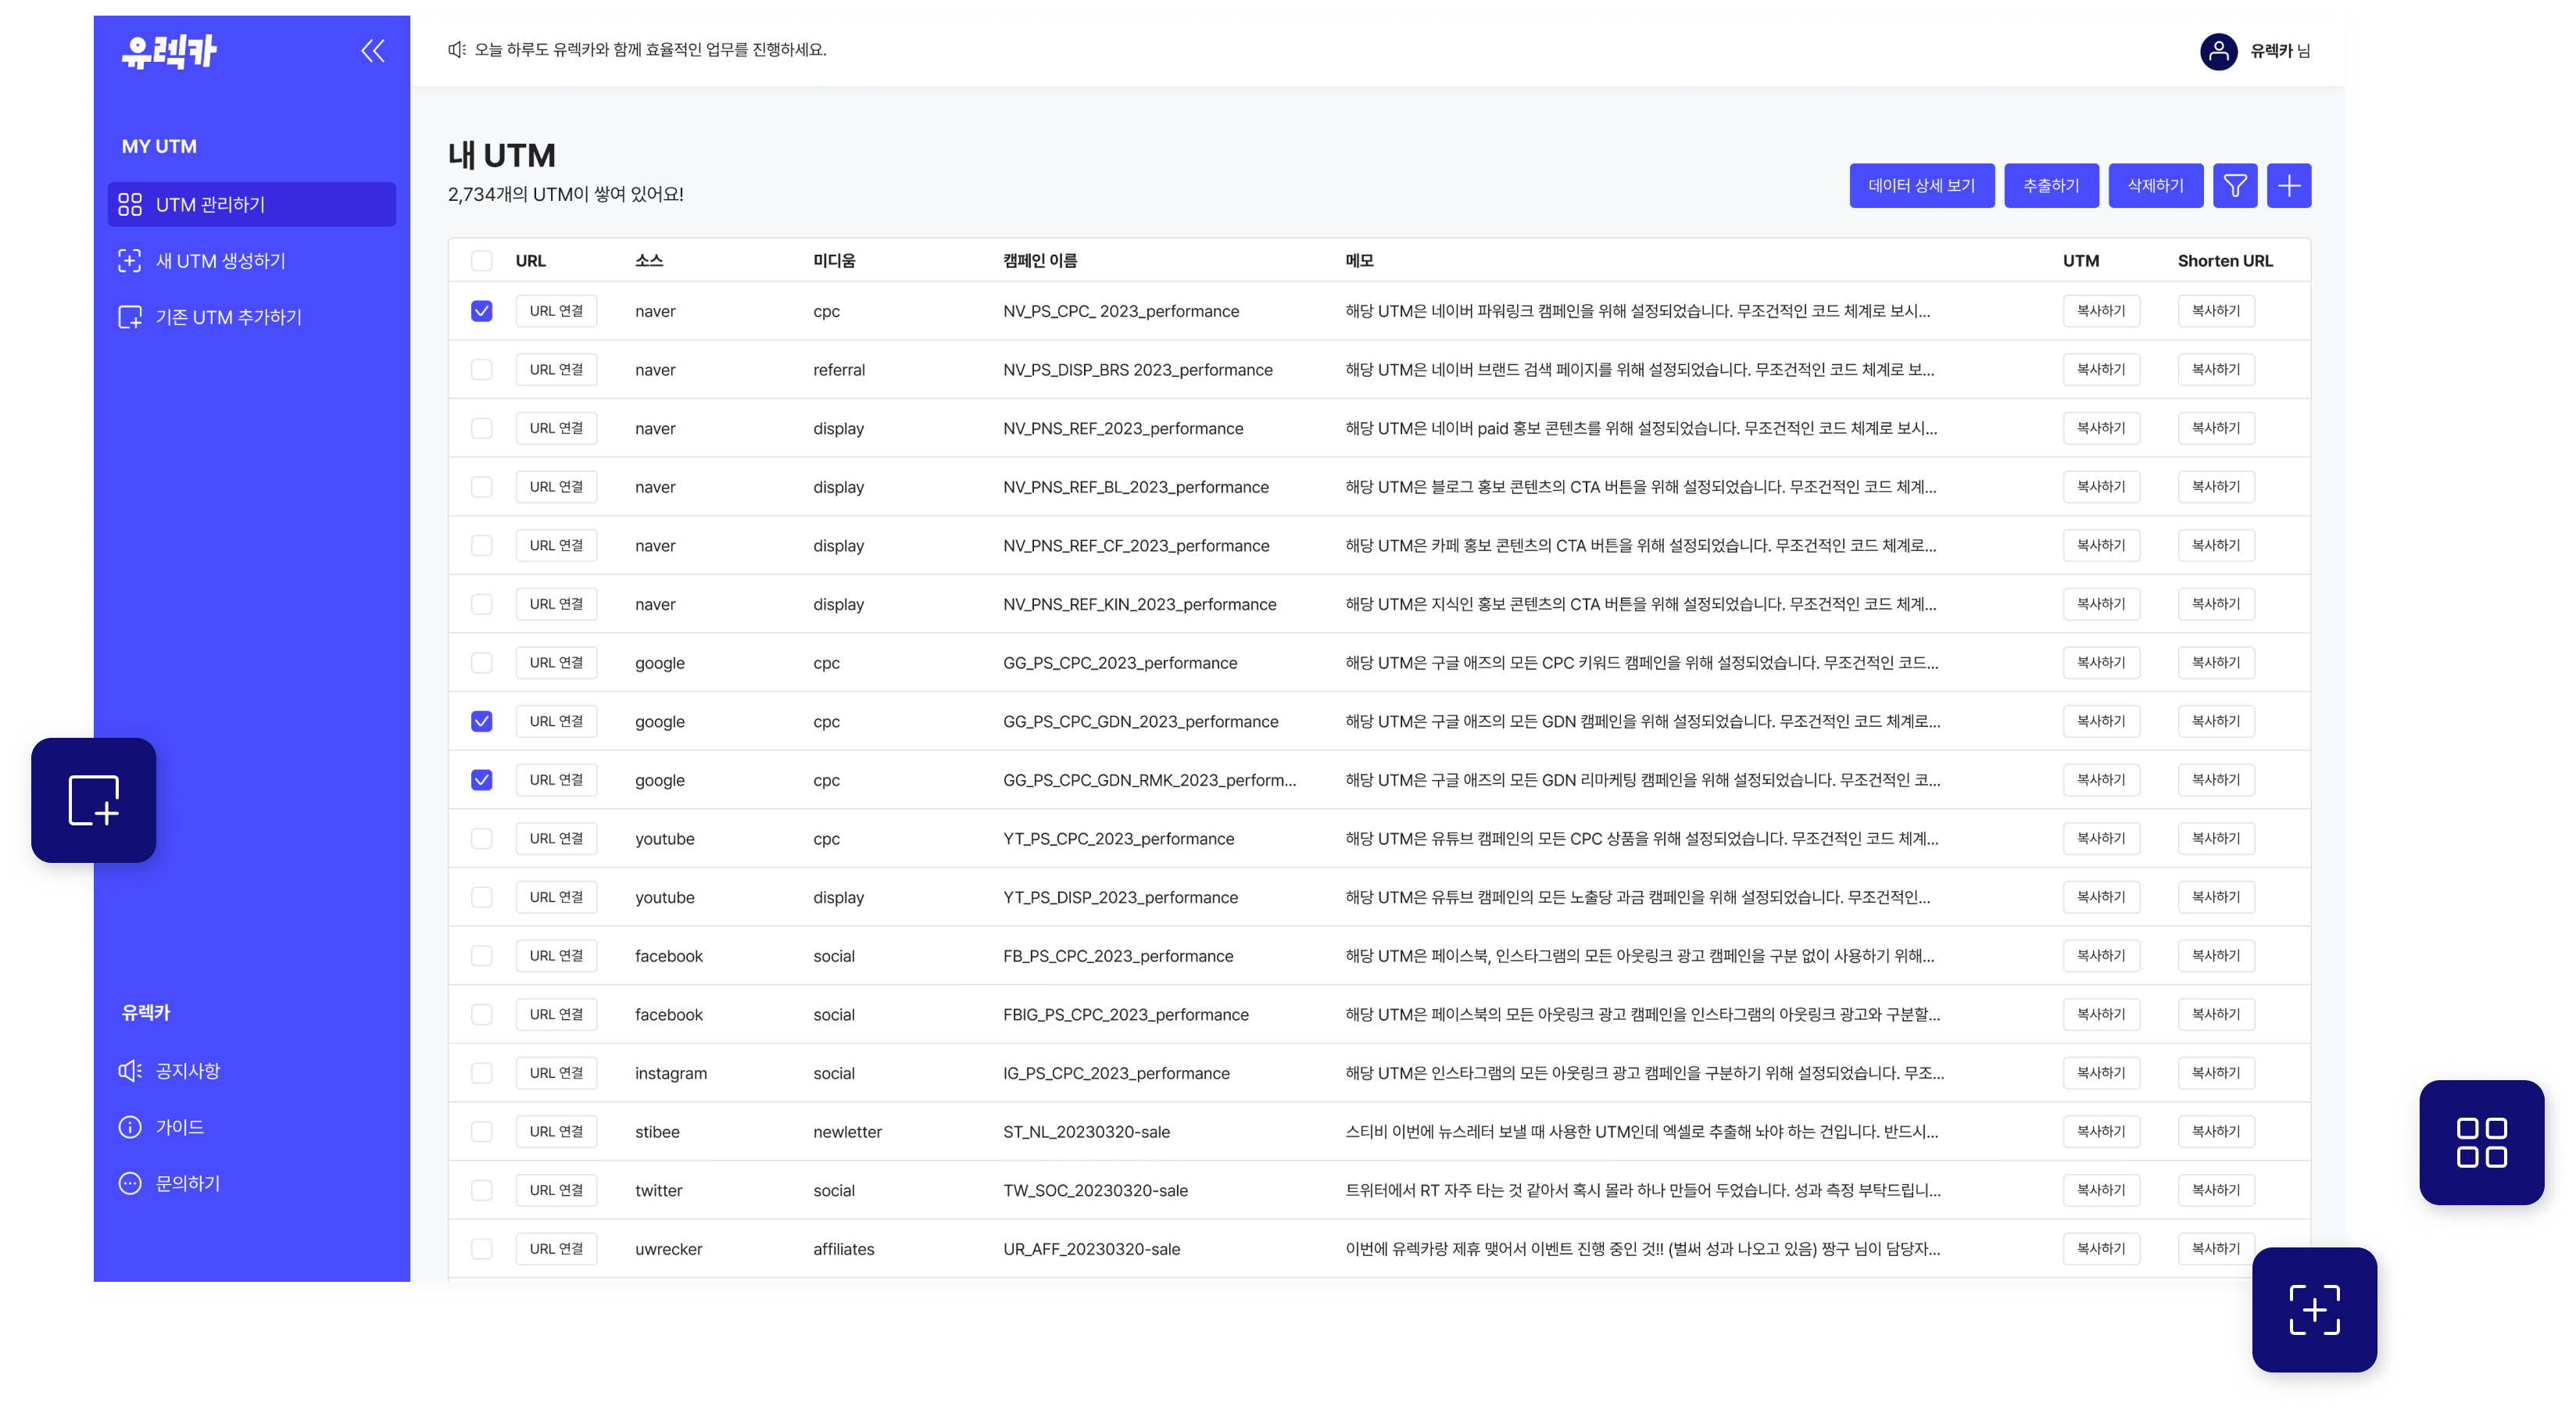 유렉카
오늘 하루도 유렉카와 함께 효율적인 업무를 진행하세요.
유렉카 님
MY UTM
UTM 관리하기
새 UTM 생성하기
기존 UTM 추가하기
유렉카
공지사항
가이드
문의하기
내 UTM
2,734개의 UTM이 쌓여 있어요!
데이터 상세 보기 추출하기 삭제하기
URL 소스 미디움 캠페인 이름 메모 UTM Shorten URL
URL 연결 naver cpc NV_PS_CPC_ 2023_performance 해당 UTM은 네이버 파워링크 캠페인을 위해 설정되었습니다. 무조건적인 코드 체계로 보시... 복사하기 복사하기
URL 연결 naver referral NV_PS_DISP_BRS 2023_performance 해당 UTM은 네이버 브랜드 검색 페이지를 위해 설정되었습니다. 무조건적인 코드 체계로 보... 복사하기 복사하기
URL 연결 naver display NV_PNS_REF_2023_performance 해당 UTM은 네이버 paid 홍보 콘텐츠를 위해 설정되었습니다. 무조건적인 코드 체계로 보시... 복사하기 복사하기
URL 연결 naver display NV_PNS_REF_BL_2023_performance 해당 UTM은 블로그 홍보 콘텐츠의 CTA 버튼을 위해 설정되었습니다. 무조건적인 코드 체계... 복사하기 복사하기
URL 연결 naver display NV_PNS_REF_CF_2023_performance 해당 UTM은 카페 홍보 콘텐츠의 CTA 버튼을 위해 설정되었습니다. 무조건적인 코드 체계로... 복사하기 복사하기
URL 연결 naver display NV_PNS_REF_KIN_2023_performance 해당 UTM은 지식인 홍보 콘텐츠의 CTA 버튼을 위해 설정되었습니다. 무조건적인 코드 체계... 복사하기 복사하기
URL 연결 google cpc GG_PS_CPC_2023_performance 해당 UTM은 구글 애즈의 모든 CPC 키워드 캠페인을 위해 설정되었습니다. 무조건적인 코드... 복사하기 복사하기
URL 연결 google cpc GG_PS_CPC_GDN_2023_performance 해당 UTM은 구글 애즈의 모든 GDN 캠페인을 위해 설정되었습니다. 무조건적인 코드 체계로... 복사하기 복사하기
URL 연결 google cpc GG_PS_CPC_GDN_RMK_2023_perform... 해당 UTM은 구글 애즈의 모든 GDN 리마케팅 캠페인을 위해 설정되었습니다. 무조건적인 코... 복사하기 복사하기
URL 연결 youtube cpc YT_PS_CPC_2023_performance 해당 UTM은 유튜브 캠페인의 모든 CPC 상품을 위해 설정되었습니다. 무조건적인 코드 체계... 복사하기 복사하기
URL 연결 youtube display YT_PS_DISP_2023_performance 해당 UTM은 유튜브 캠페인의 모든 노출당 과금 캠페인을 위해 설정되었습니다. 무조건적인... 복사하기 복사하기
URL 연결 facebook social FB_PS_CPC_2023_performance 해당 UTM은 페이스북, 인스타그램의 모든 아웃링크 광고 캠페인을 구분 없이 사용하기 위해... 복사하기 복사하기
URL 연결 facebook social FBIG_PS_CPC_2023_performance 해당 UTM은 페이스북의 모든 아웃링크 광고 캠페인을 인스타그램의 아웃링크 광고와 구분할... 복사하기 복사하기
URL 연결 instagram social IG_PS_CPC_2023_performance 해당 UTM은 인스타그램의 모든 아웃링크 광고 캠페인을 구분하기 위해 설정되었습니다. 무조... 복사하기 복사하기
URL 연결 stibee newletter ST_NL_20230320-sale 스티비 이번에 뉴스레터 보낼 때 사용한 UTM인데 엑셀로 추출해 놔야 하는 건입니다. 반드시... 복사하기 복사하기
URL 연결 twitter social TW_SOC_20230320-sale 트위터에서 RT 자주 타는 것 같아서 혹시 몰라 하나 만들어 두었습니다. 성과 측정 부탁드립니... 복사하기 복사하기
URL 연결 uwrecker affiliates UR_AFF_20230320-sale 이번에 유렉카랑 제휴 맺어서 이벤트 진행 중인 것!! (벌써 성과 나오고 있음) 짱구 님이 담당자... 복사하기 복사하기